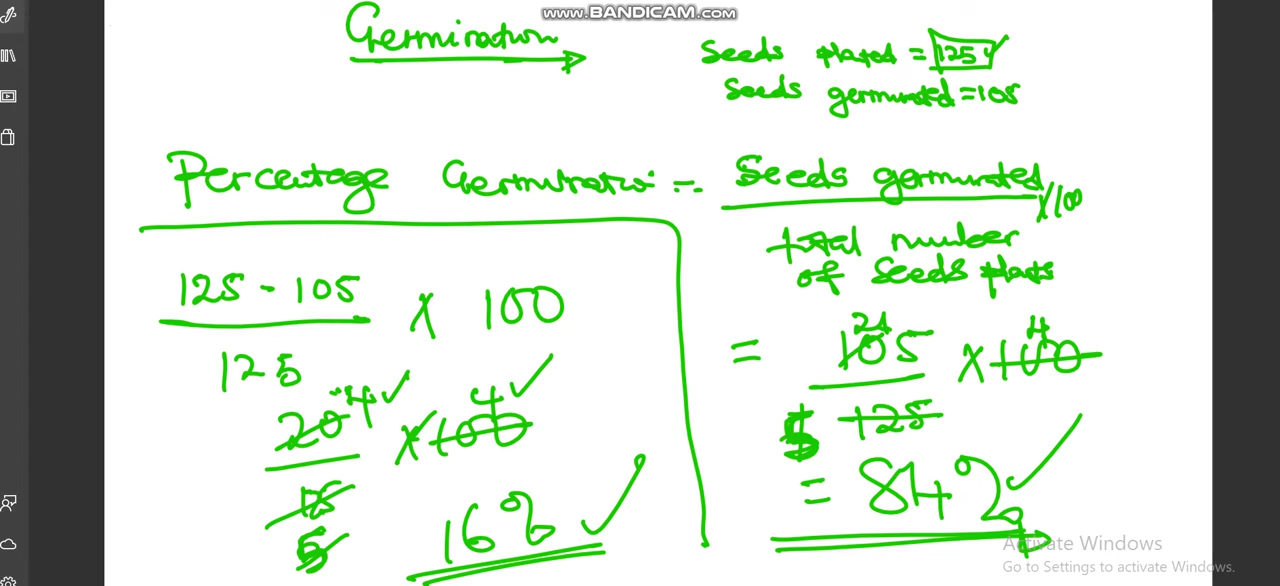 www.BANDICAM.com
Germination
Seeds planted = 125
Seeds germinated = 105
Percentage Germination = Seeds germinated x 100
total number
of seeds plants
125 - 105 x 100
125
20 4 x 100 4
5
16%
= 105 21 x 100 4
125 5
= 84%
Activate Windows
Go to Settings to activate Windows.